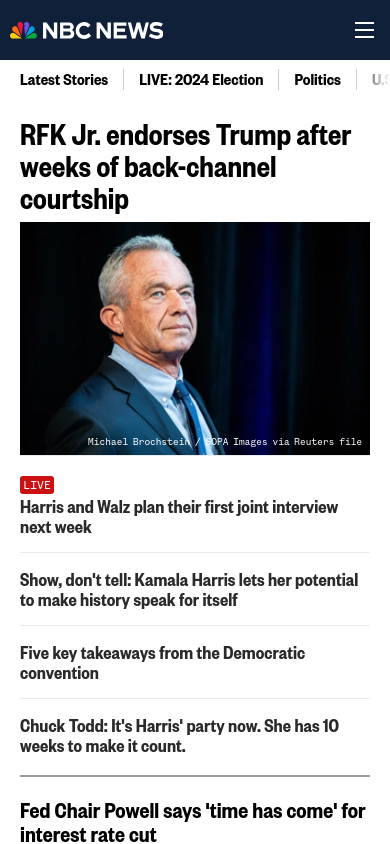 NBC NEWS
Latest Stories
LIVE: 2024 Election
Politics
RFK Jr. endorses Trump after
weeks of back-channel
courtship
Michael Brochstein / SOPA Images via Reuters file
LIVE
Harris and Walz plan their first joint interview
next week
Show, don't tell: Kamala Harris lets her potential
to make history speak for itself
Five key takeaways from the Democratic
convention
Chuck Todd: It's Harris' party now. She has 10
weeks to make it count.
Fed Chair Powell says 'time has come' for
interest rate cut